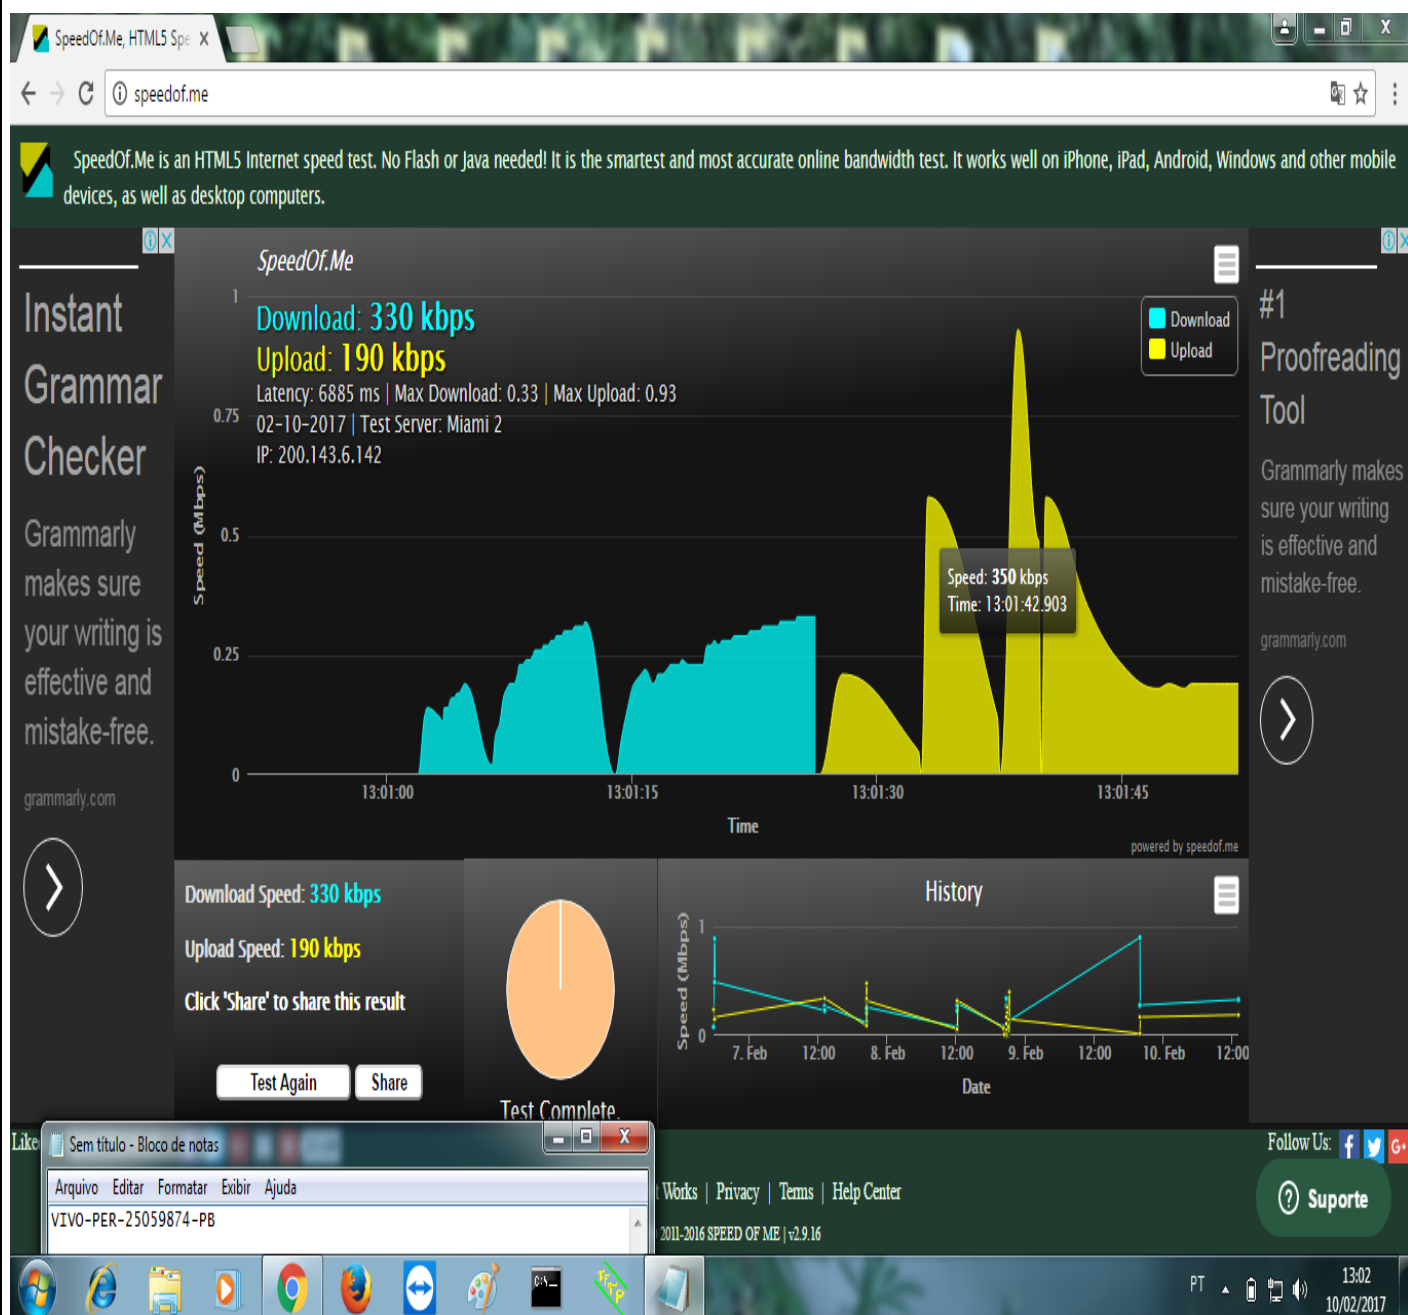 SpeedOf.Me, HTML5 Spe
speedof.me
SpeedOf.Me is an HTML5 Internet speed test. No Flash or Java needed! It is the smartest and most accurate online bandwidth test. It works well on iPhone, iPad, Android, Windows and other mobile
devices, as well as desktop computers.
Instant
Grammar
Checker
Grammarly
makes sure
your writing is
effective and
mistake-free.
grammarly.com
SpeedOf.Me
Download: 330 kbps
Upload: 190 kbps
Latency: 6885 ms | Max Download: 0.33 | Max Upload: 0.93
02-10-2017 | Test Server: Miami 2
IP: 200.143.6.142
Download
Upload
Speed (Mbps)
1
0.75
0.5
0.25
0
Speed: 350 kbps
Time: 13:01:42.903
13:01:00 13:01:15 13:01:30 13:01:45
Time
powered by speedof.me
#1
Proofreading
Tool
Grammarly makes
sure your writing
is effective and
mistake-free.
grammarly.com
Download Speed: 330 kbps
Upload Speed: 190 kbps
Click 'Share' to share this result
Test Again Share
Test Complete.
History
Speed (Mbps)
1
0
7. Feb 12:00 8. Feb 12:00 9. Feb 12:00 10. Feb 12:00
Date
Like
Follow Us:
Works | Privacy | Terms | Help Center
2011-2016 SPEED OF ME | v2.9.16
Suporte
Sem título - Bloco de notas
Arquivo Editar Formatar Exibir Ajuda
VIVO-PER-25059874-PB
PT
13:02
10/02/2017